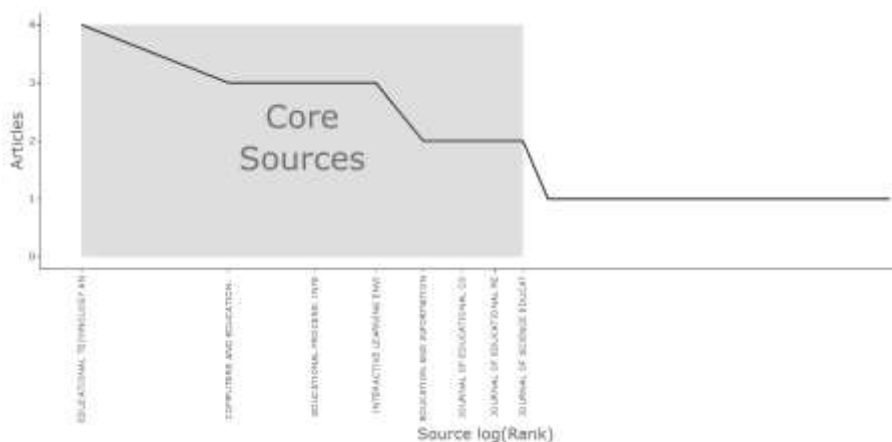 4
3
2
1
0
Articles
Core
Sources
EDUCATIONAL TECHNOLOGY AN
COMPUTERS AND EDUCATION:
EDUCATIONAL PROCESS: INTE
INTERACTIVE LEARNING ENVI
EDUCATION AND INFORMATION
JOURNAL OF EDUCATIONAL CO
JOURNAL OF EDUCATIONAL RE
JOURNAL OF SCIENCE EDUCAT
Source log(Rank)